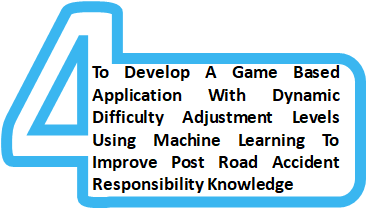 4
To Develop A Game Based
Application With Dynamic
Difficulty Adjustment Levels
Using Machine Learning To
Improve Post Road Accident
Responsibility Knowledge